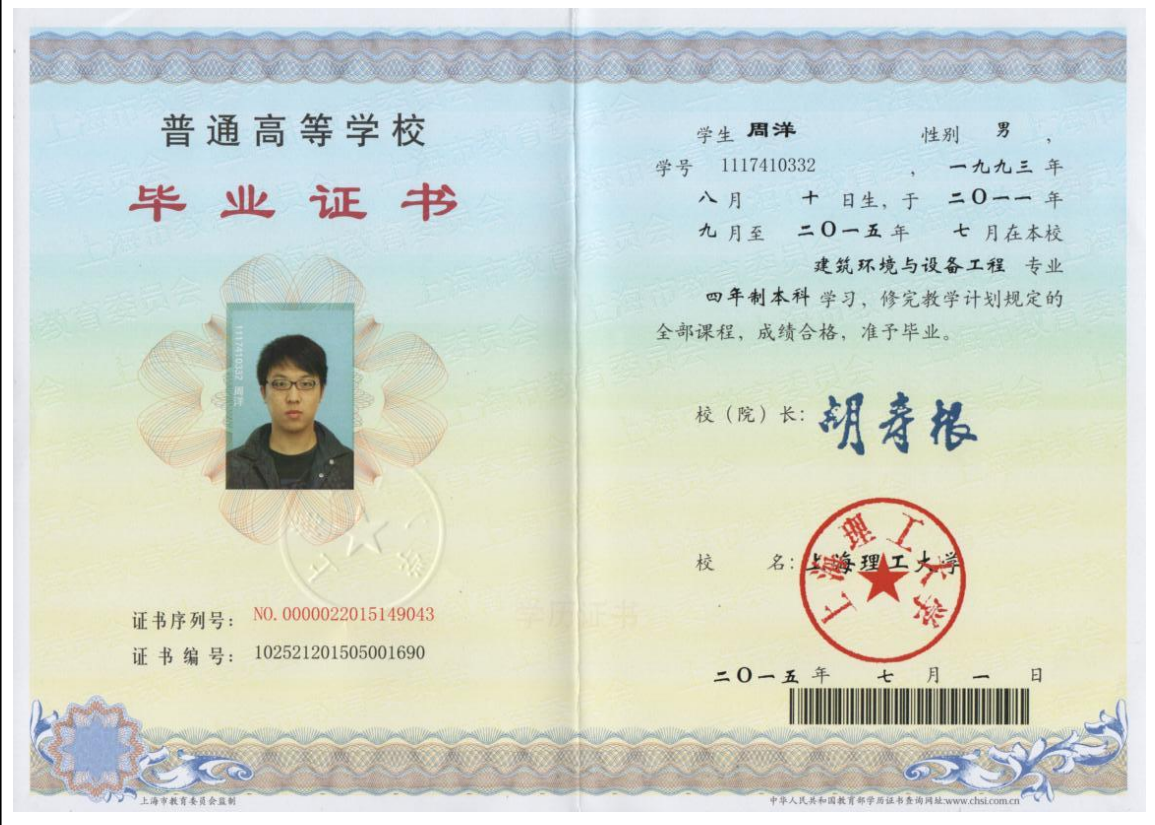 普通高等学校
毕业证书
1117410332 周洋
证书序列号: NO. 0000022015149043
证书编号: 102521201505001690
上海市教育委员会监制
学生 周洋 性别 男 ,
学号 1117410332 , 一九九三 年
八 月 十 日生, 于 二O一一 年
九 月至 二O一五 年 七 月在本校
建筑环境与设备工程 专业
四年制本科 学习, 修完教学计划规定的
全部课程, 成绩合格, 准予毕业。
校(院)长: 胡寿根
校 名: 上海理工大学
上海理工大学
学历证书
二O一五 年 七 月 一 日
中华人民共和国教育部学历证书查询网址:www.chsi.com.cn